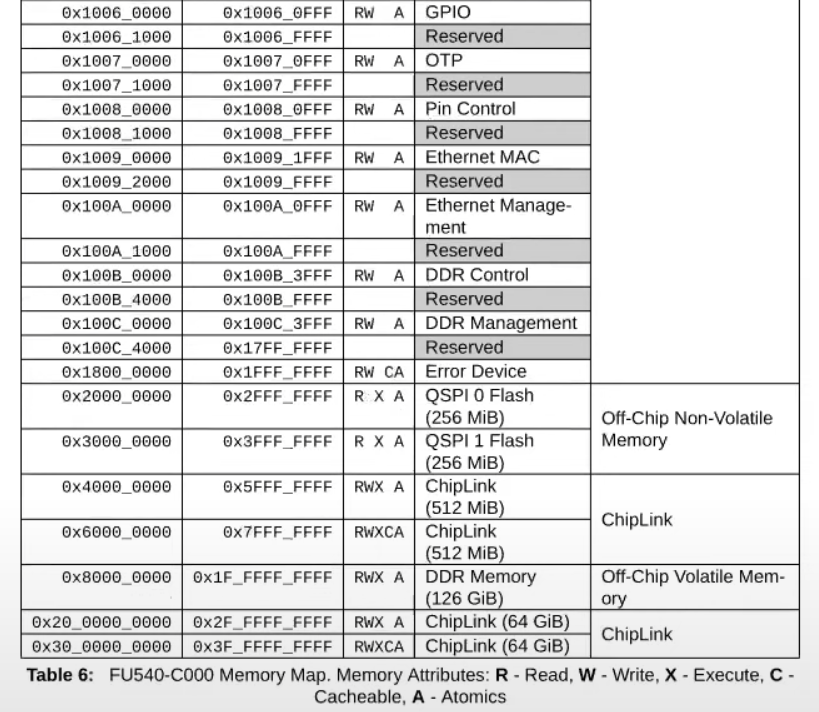 0x1006_0000 0x1006_0FFF RW A GPIO
0x1006_1000 0x1006_FFFF Reserved
0x1007_0000 0x1007_0FFF RW A OTP
0x1007_1000 0x1007_FFFF Reserved
0x1008_0000 0x1008_0FFF RW A Pin Control
0x1008_1000 0x1008_FFFF Reserved
0x1009_0000 0x1009_1FFF RW A Ethernet MAC
0x1009_2000 0x1009_FFFF Reserved
0x100A_0000 0x100A_0FFF RW A Ethernet Manage-
ment
0x100A_1000 0x100A_FFFF Reserved
0x100B_0000 0x100B_3FFF RW A DDR Control
0x100B_4000 0x100B_FFFF Reserved
0x100C_0000 0x100C_3FFF RW A DDR Management
0x100C_4000 0x17FF_FFFF Reserved
0x1800_0000 0x1FFF_FFFF RW CA Error Device
0x2000_0000 0x2FFF_FFFF R X A QSPI 0 Flash
(256 MiB)
Off-Chip Non-Volatile
Memory
0x3000_0000 0x3FFF_FFFF R X A QSPI 1 Flash
(256 MiB)
0x4000_0000 0x5FFF_FFFF RWX A ChipLink
(512 MiB)
ChipLink
0x6000_0000 0x7FFF_FFFF RWXCA ChipLink
(512 MiB)
0x8000_0000 0x1F_FFFF_FFFF RWX A DDR Memory
(126 GiB)
Off-Chip Volatile Mem-
ory
0x20_0000_0000 0x2F_FFFF_FFFF RWX A ChipLink (64 GiB)
ChipLink
0x30_0000_0000 0x3F_FFFF_FFFF RWXCA ChipLink (64 GiB)
Table 6: FU540-C000 Memory Map. Memory Attributes: R - Read, W - Write, X - Execute, C -
Cacheable, A - Atomics